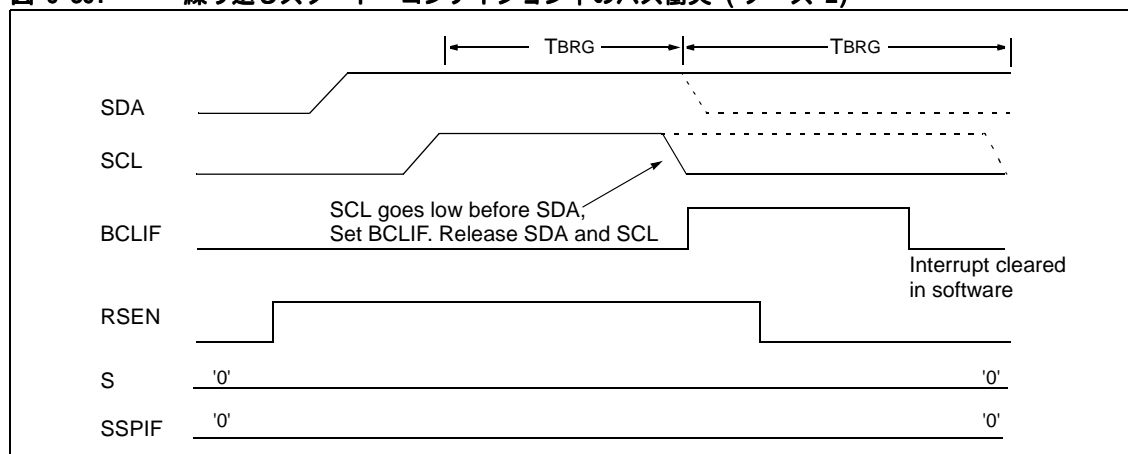 TBRG
TBRG
SDA
SCL
SCL goes low before SDA,
Set BCLIF. Release SDA and SCL
BCLIF
Interrupt cleared
in software
RSEN
S '0' '0'
SSPIF '0' '0'